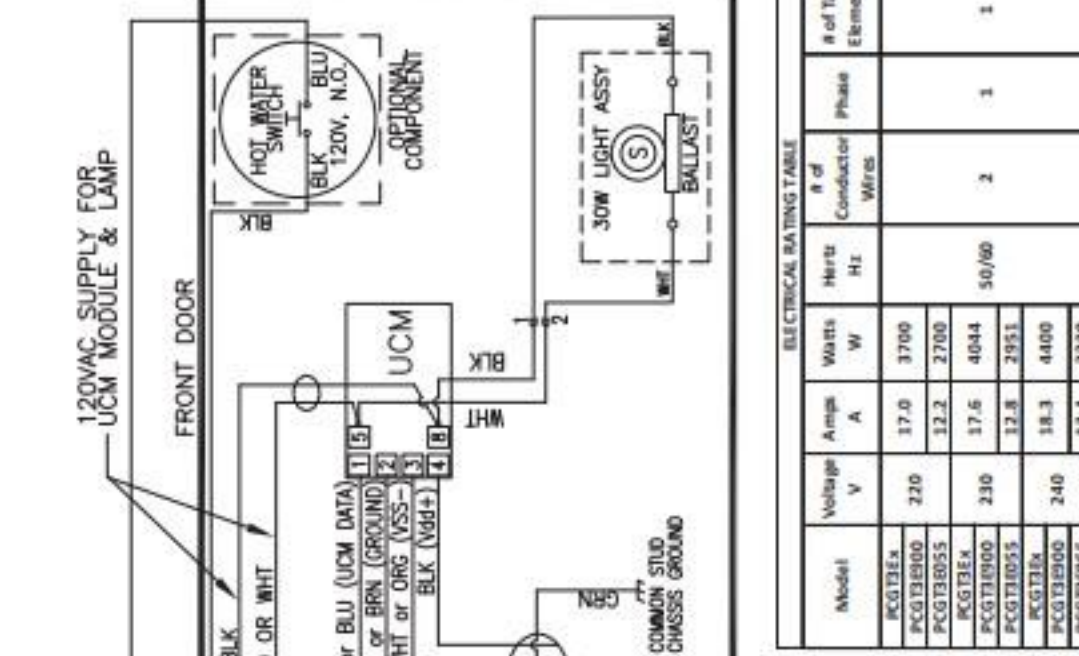 120VAC SUPPLY FOR
UCM MODULE & LAMP
FRONT DOOR
HOT WATER
SWITCH
BLK
BLU
120V, N.O.
OPTIONAL
COMPONENT
BLK
30W LIGHT ASSY
S
BALLAST
BLK
WHT
1
2
UCM
BLK
WHT
5
8
1
2
3
4
BLU (UCM DATA)
or BRN (GROUND)
or ORG (VSS-)
BLK (Vdd+)
BLK
OR WHT
GRN
COMMON STUD
CHASSIS GROUND
ELECTRICAL RATING TABLE
Model Voltage V Amps A Watts W Hertz Hz # of Conductor Wires Phase # of
PCGT3Ex 220 17.0 3700 50/60 2 1 1
PCGT3E900
PCGT3E055 12.2 2700
PCGT3Ex 230 17.6 4044
PCGT3E900
PCGT3E055 12.8 2951
PCGT3Ex 240 18.3 4400
PCGT3E900